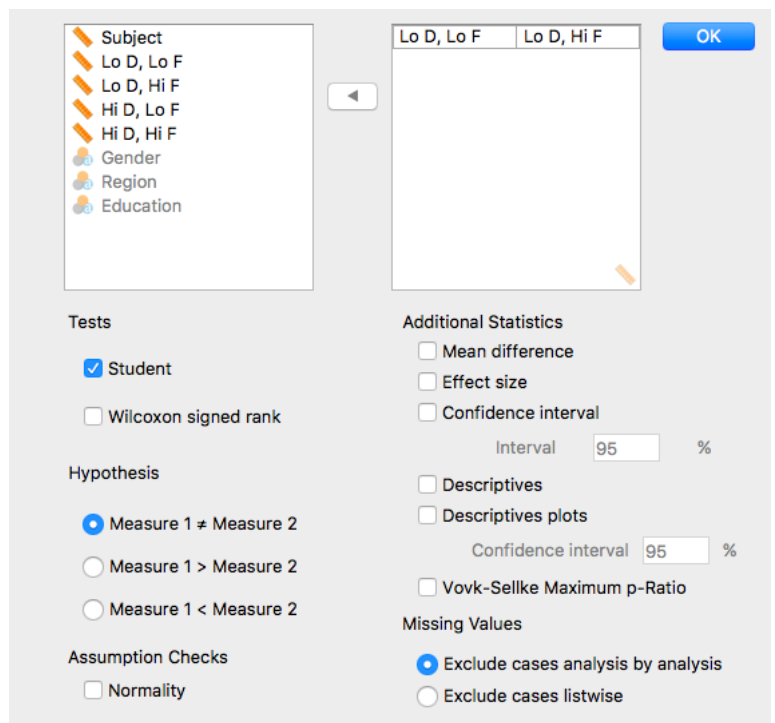 Subject
Lo D, Lo F
Lo D, Hi F
Hi D, Lo F
Hi D, Hi F
Gender
Region
Education
Lo D, Lo F Lo D, Hi F
OK
Tests
Student
Wilcoxon signed rank
Hypothesis
Measure 1 ≠ Measure 2
Measure 1 > Measure 2
Measure 1 < Measure 2
Assumption Checks
Normality
Additional Statistics
Mean difference
Effect size
Confidence interval
Interval 95 %
Descriptives
Descriptives plots
Confidence interval 95 %
Vovk-Sellke Maximum p-Ratio
Missing Values
Exclude cases analysis by analysis
Exclude cases listwise